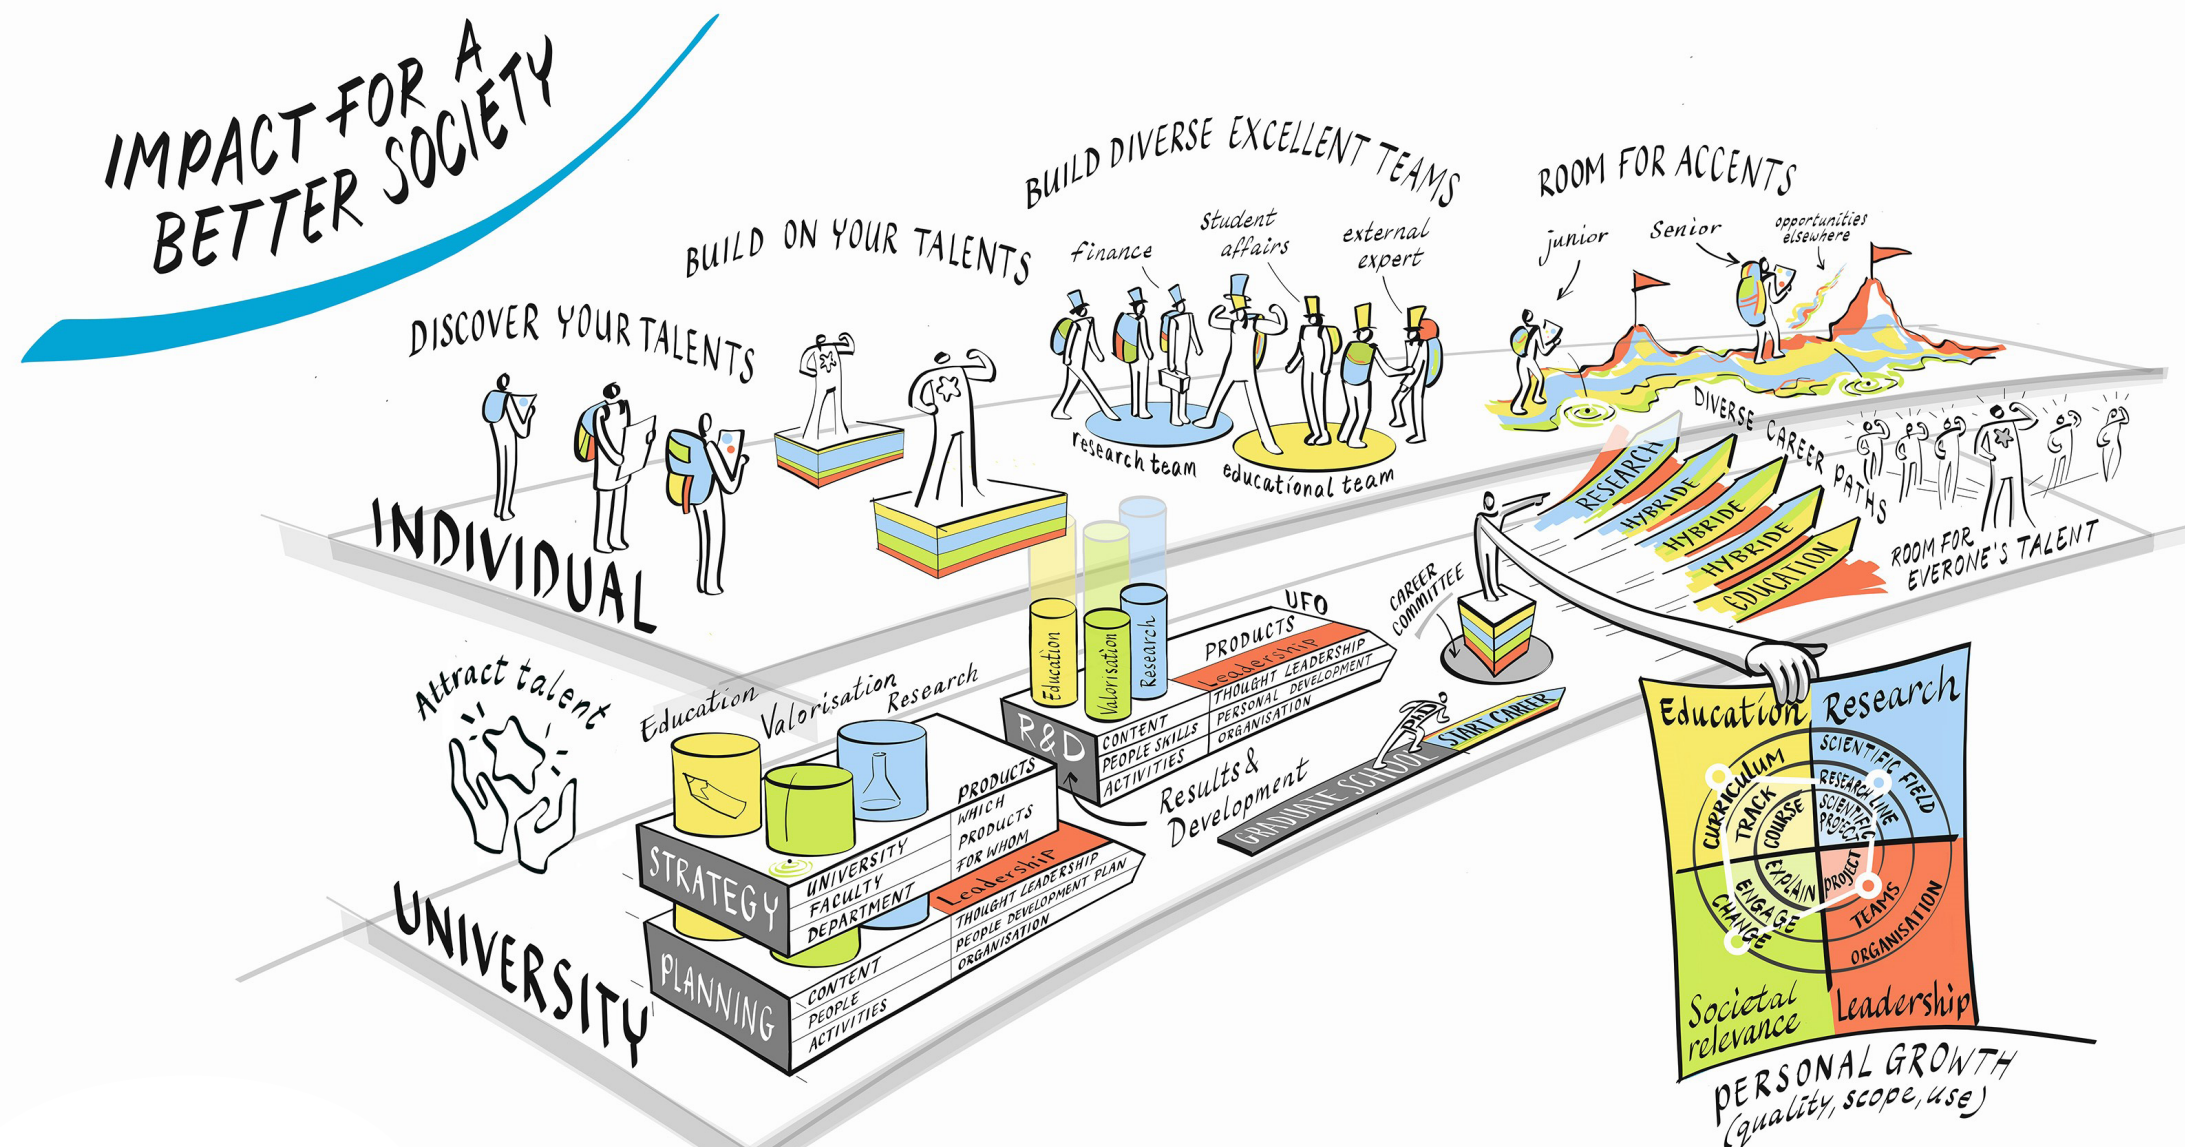 IMPACT FOR A
BETTER SOCIETY
DISCOVER YOUR TALENTS
BUILD ON YOUR TALENTS
BUILD DIVERSE EXCELLENT TEAMS
finance
Student
affairs
external
expert
research team
educational team
ROOM FOR ACCENTS
junior
Senior
opportunities
elsewhere
INDIVIDUAL
DIVERSE CAREER PATHS
RESEARCH
HYBRIDE
HYBRIDE
HYBRIDE
EDUCATION
ROOM FOR
EVERONE'S TALENT
CAREER
COMMITTEE
Attract talent
Education
Valorisation
Research
STRATEGY
UNIVERSITY
FACULTY
DEPARTMENT
PRODUCTS
WHICH
PRODUCTS
FOR WHOM
PLANNING
CONTENT
PEOPLE
ACTIVITIES
Leadership
THOUGHT LEADERSHIP
PEOPLE DEVELOPMENT PLAN
ORGANISATION
Education
Valorisation
Research
R&D
CONTENT
PEOPLE SKILLS
ACTIVITIES
UFO
PRODUCTS
Leadership
THOUGHT LEADERSHIP
PERSONAL DEVELOPMENT
ORGANISATION
Results &
Development
GRADUATE SCHOOL
PhD
START CAREER
UNIVERSITY
Education
CURRICULUM
TRACK
COURSE
Research
SCIENTIFIC FIELD
RESEARCH LINE
SCIENTIFIC
PROJECT
EXPLAIN
ENGAGE
CHANGE
Societal
relevance
PROJECT
TEAMS
ORGANISATION
Leadership
PERSONAL GROWTH
(quality, scope, use)